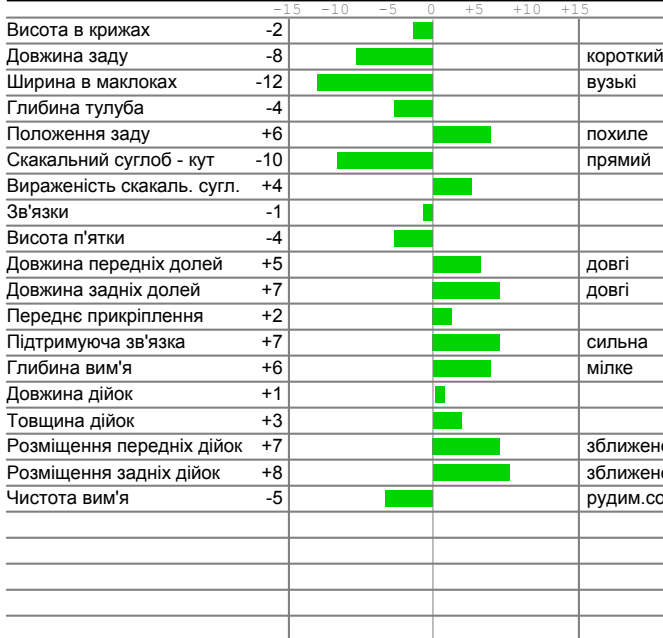 -15 -10 -5 0 +5 +10 +15
Висота в крижах -2
Довжина заду -8 короткий
Ширина в маклоках -12 вузькі
Глибина тулуба -4
Положення заду +6 похиле
Скакальний суглоб - кут -10 прямий
Вираженість скакаль. сугл. +4
Зв'язки -1
Висота п'ятки -4
Довжина передніх долей +5 довгі
Довжина задніх долей +7 довгі
Переднє прикріплення +2
Підтримуюча зв'язка +7 сильна
Глибина вим'я +6 мілке
Довжина дійок +1
Товщина дійок +3
Розміщення передніх дійок +7 зближено
Розміщення задніх дійок +8 зближено
Чистота вим'я -5 рудим.со